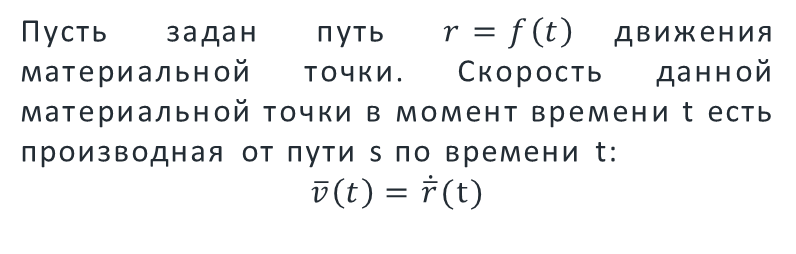 Пусть задан путь r = f(t) движения
материальной точки. Скорость данной
материальной точки в момент времени t есть
производная от пути s по времени t:
v̅(t) = ṙ̅(t)